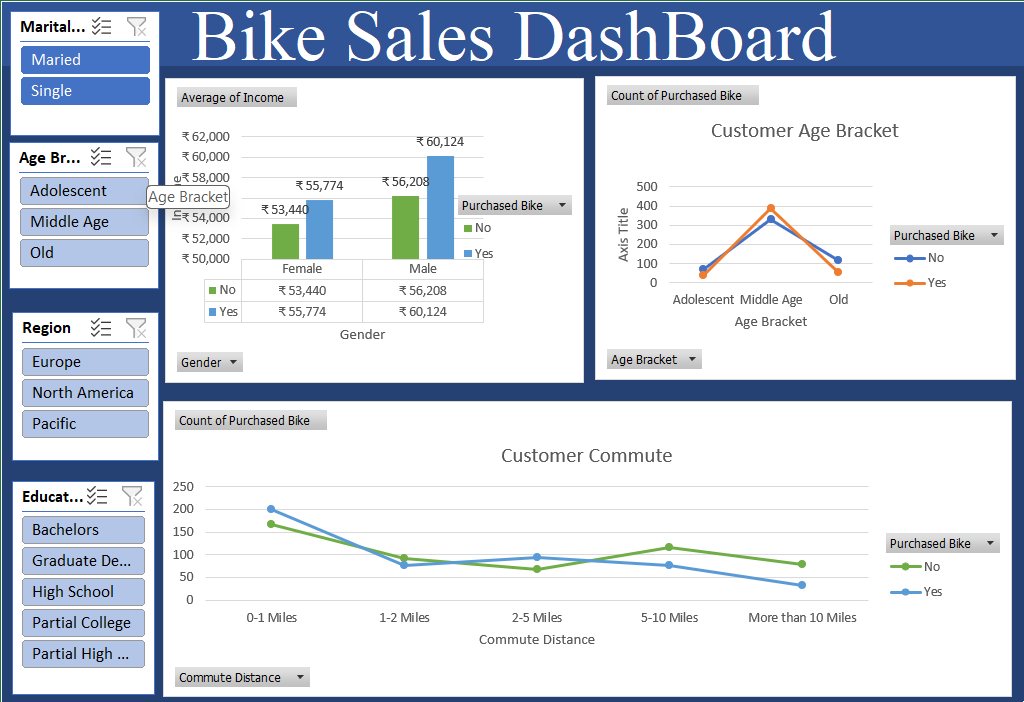 Bike Sales DashBoard
Marital...
Maried
Single
Age Br...
Adolescent
Middle Age
Old
Age Bracket
Region
Europe
North America
Pacific
Educat...
Bachelors
Graduate De...
High School
Partial College
Partial High ...
Average of Income
₹ 62,000
₹ 60,000
₹ 58,000
₹ 54,000
₹ 52,000
₹ 50,000
₹ 53,440
₹ 55,774
₹ 56,208
₹ 60,124
Purchased Bike
No
Yes
Female Male
No ₹ 53,440 ₹ 56,208
Yes ₹ 55,774 ₹ 60,124
Gender
Gender
Count of Purchased Bike
Customer Age Bracket
Axis Title
500
400
300
200
100
0
Adolescent Middle Age Old
Age Bracket
Purchased Bike
No
Yes
Age Bracket
Count of Purchased Bike
Customer Commute
250
200
150
100
50
0
0-1 Miles 1-2 Miles 2-5 Miles 5-10 Miles More than 10 Miles
Commute Distance
Purchased Bike
No
Yes
Commute Distance